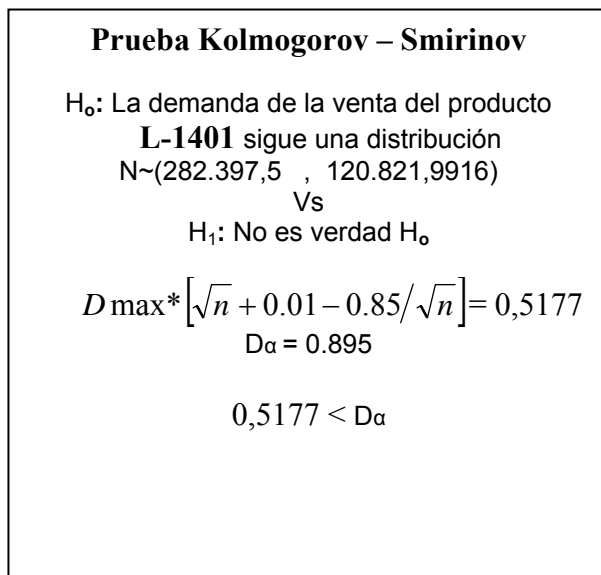 Prueba Kolmogorov – Smirinov
Ho: La demanda de la venta del producto
L-1401 sigue una distribución
N~(282.397,5 , 120.821,9916)
Vs
H1: No es verdad Ho
D max*[√n + 0.01 − 0.85/√n]= 0,5177
Dα = 0.895
0,5177 < Dα